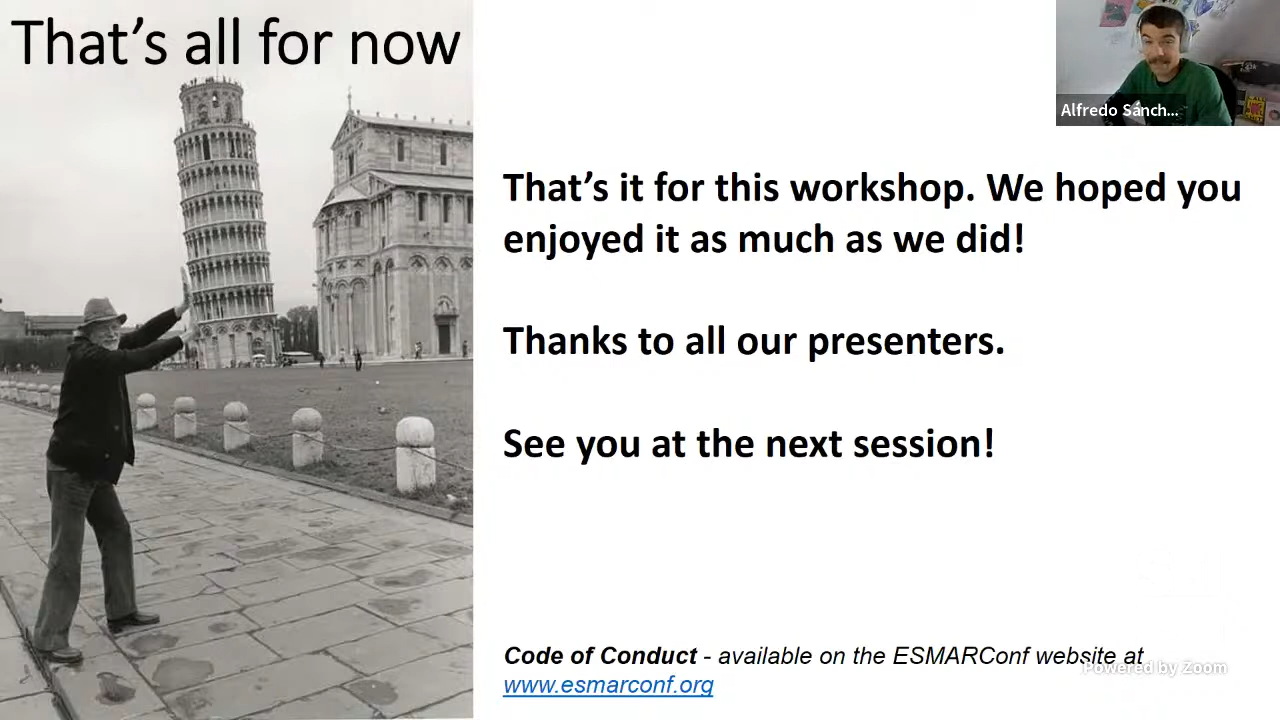 That's all for now
Alfredo Sánch...
That's it for this workshop. We hoped you
enjoyed it as much as we did!
Thanks to all our presenters.
See you at the next session!
Code of Conduct - available on the ESMARConf website at
www.esmarconf.org
Powered by Zoom